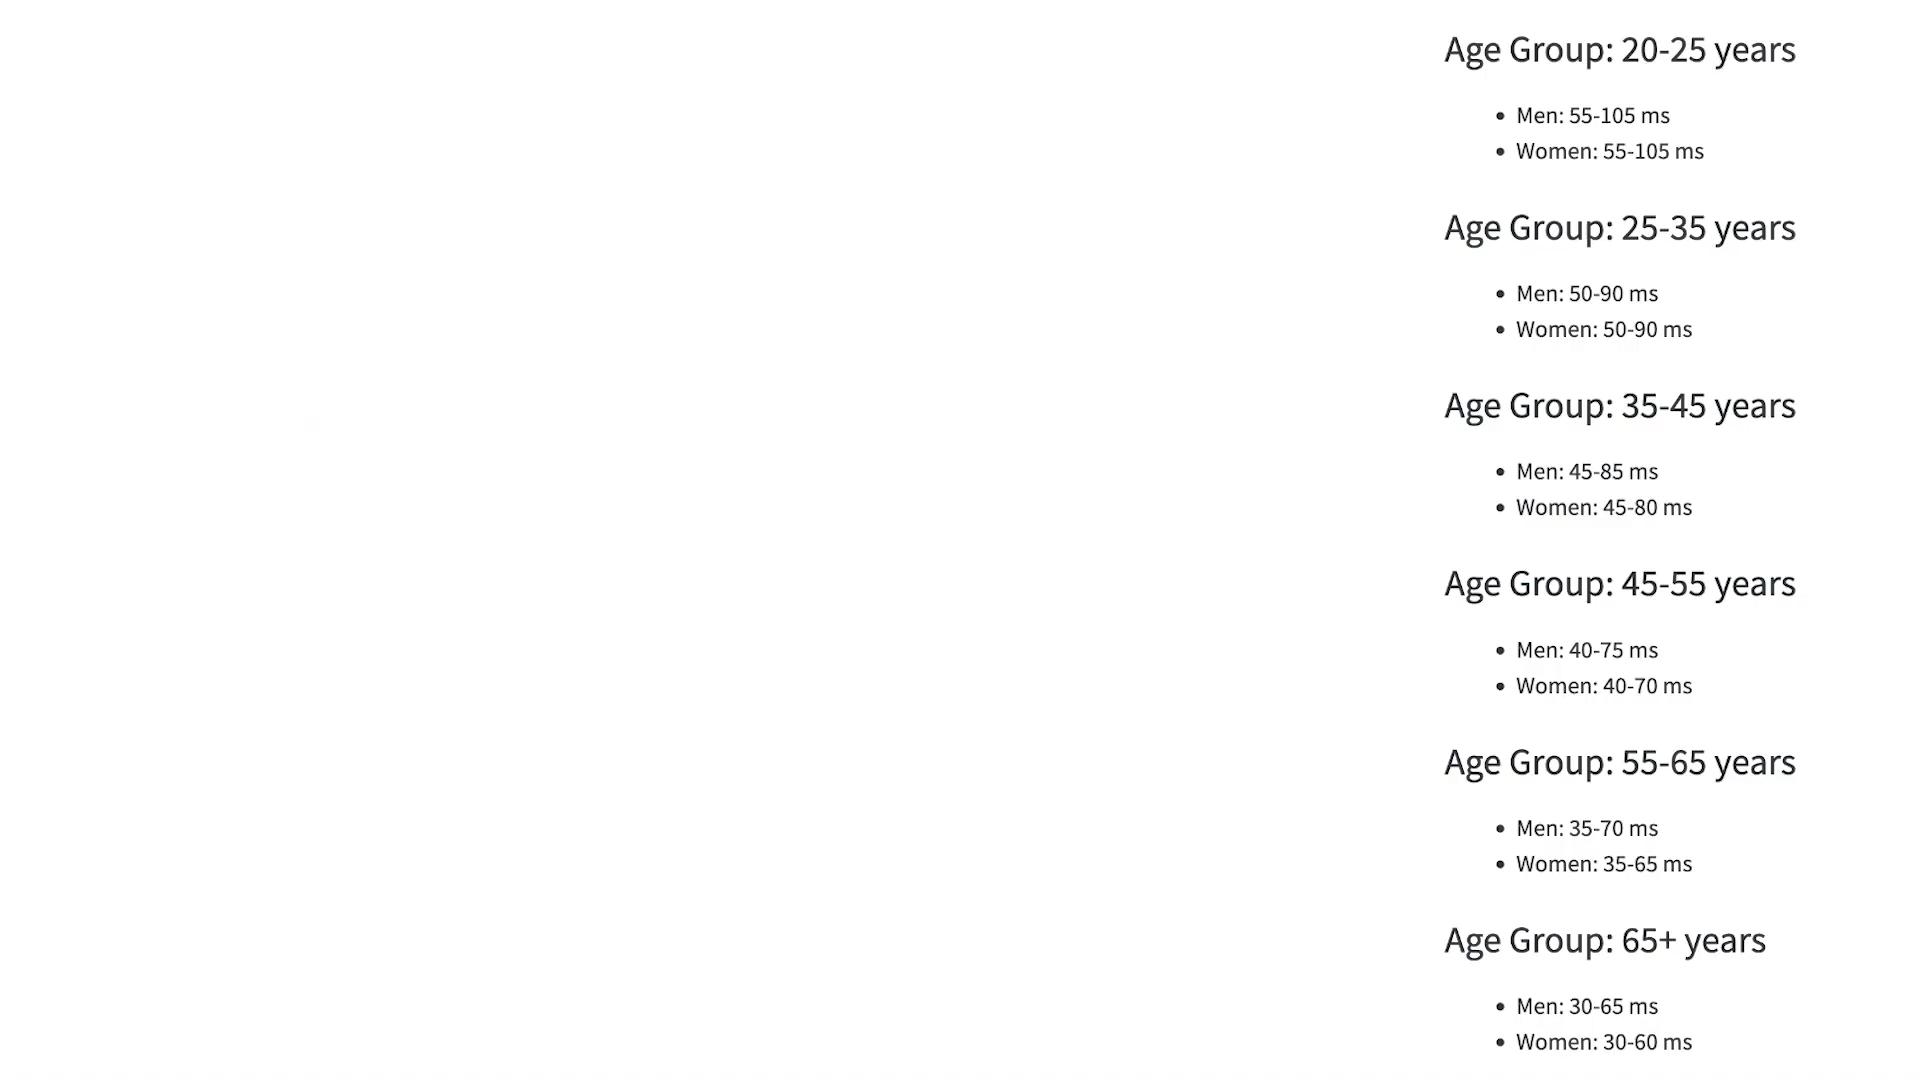 Age Group: 20-25 years
• Men: 55-105 ms
• Women: 55-105 ms
Age Group: 25-35 years
• Men: 50-90 ms
• Women: 50-90 ms
Age Group: 35-45 years
• Men: 45-85 ms
• Women: 45-80 ms
Age Group: 45-55 years
• Men: 40-75 ms
• Women: 40-70 ms
Age Group: 55-65 years
• Men: 35-70 ms
• Women: 35-65 ms
Age Group: 65+ years
• Men: 30-65 ms
• Women: 30-60 ms